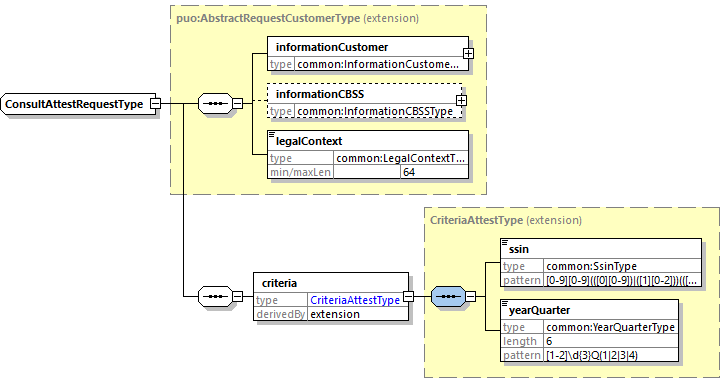 puo:AbstractRequestCustomerType (extension)
informationCustomer
type common:InformationCustome...
informationCBSS
type common:InformationCBSSType
ConsultAttestRequestType
legalContext
type common:LegalContextT...
min/maxLen 64
CriteriaAttestType (extension)
ssin
type common:SsinType
pattern [0-9][0-9](([0][0-9])|([1][0-2]))(([...
criteria
type CriteriaAttestType
derivedBy extension
yearQuarter
type common:YearQuarterType
length 6
pattern [1-2]\d{3}Q(1|2|3|4)